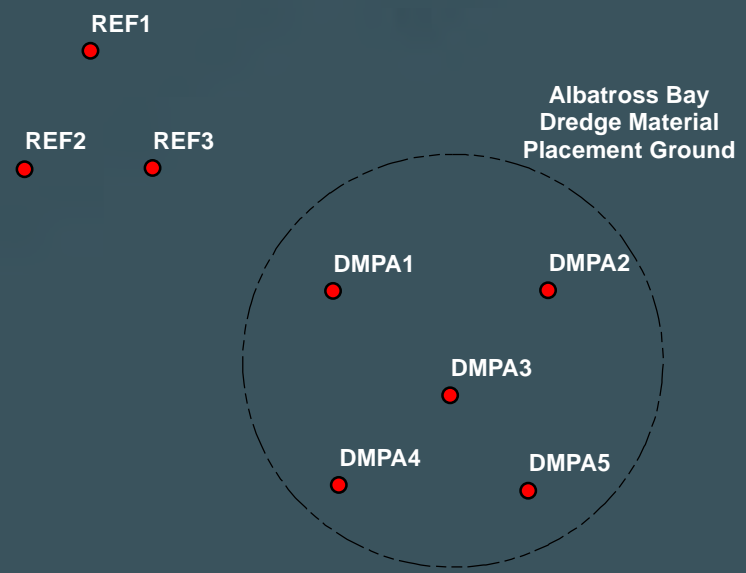 REF1
REF2
REF3
Albatross Bay
Dredge Material
Placement Ground
DMPA1
DMPA2
DMPA3
DMPA4
DMPA5